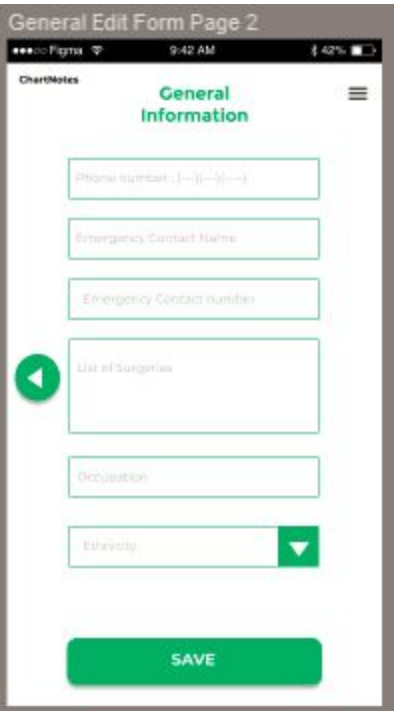 General Edit Form Page 2
Figma 9:42 AM 42%
ChartNotes
General
Information
Phone number : (---)(---)(----)
Emergency Contact Name
Emergency Contact number
List of Surgeries
Occupation
Ethnicity
SAVE